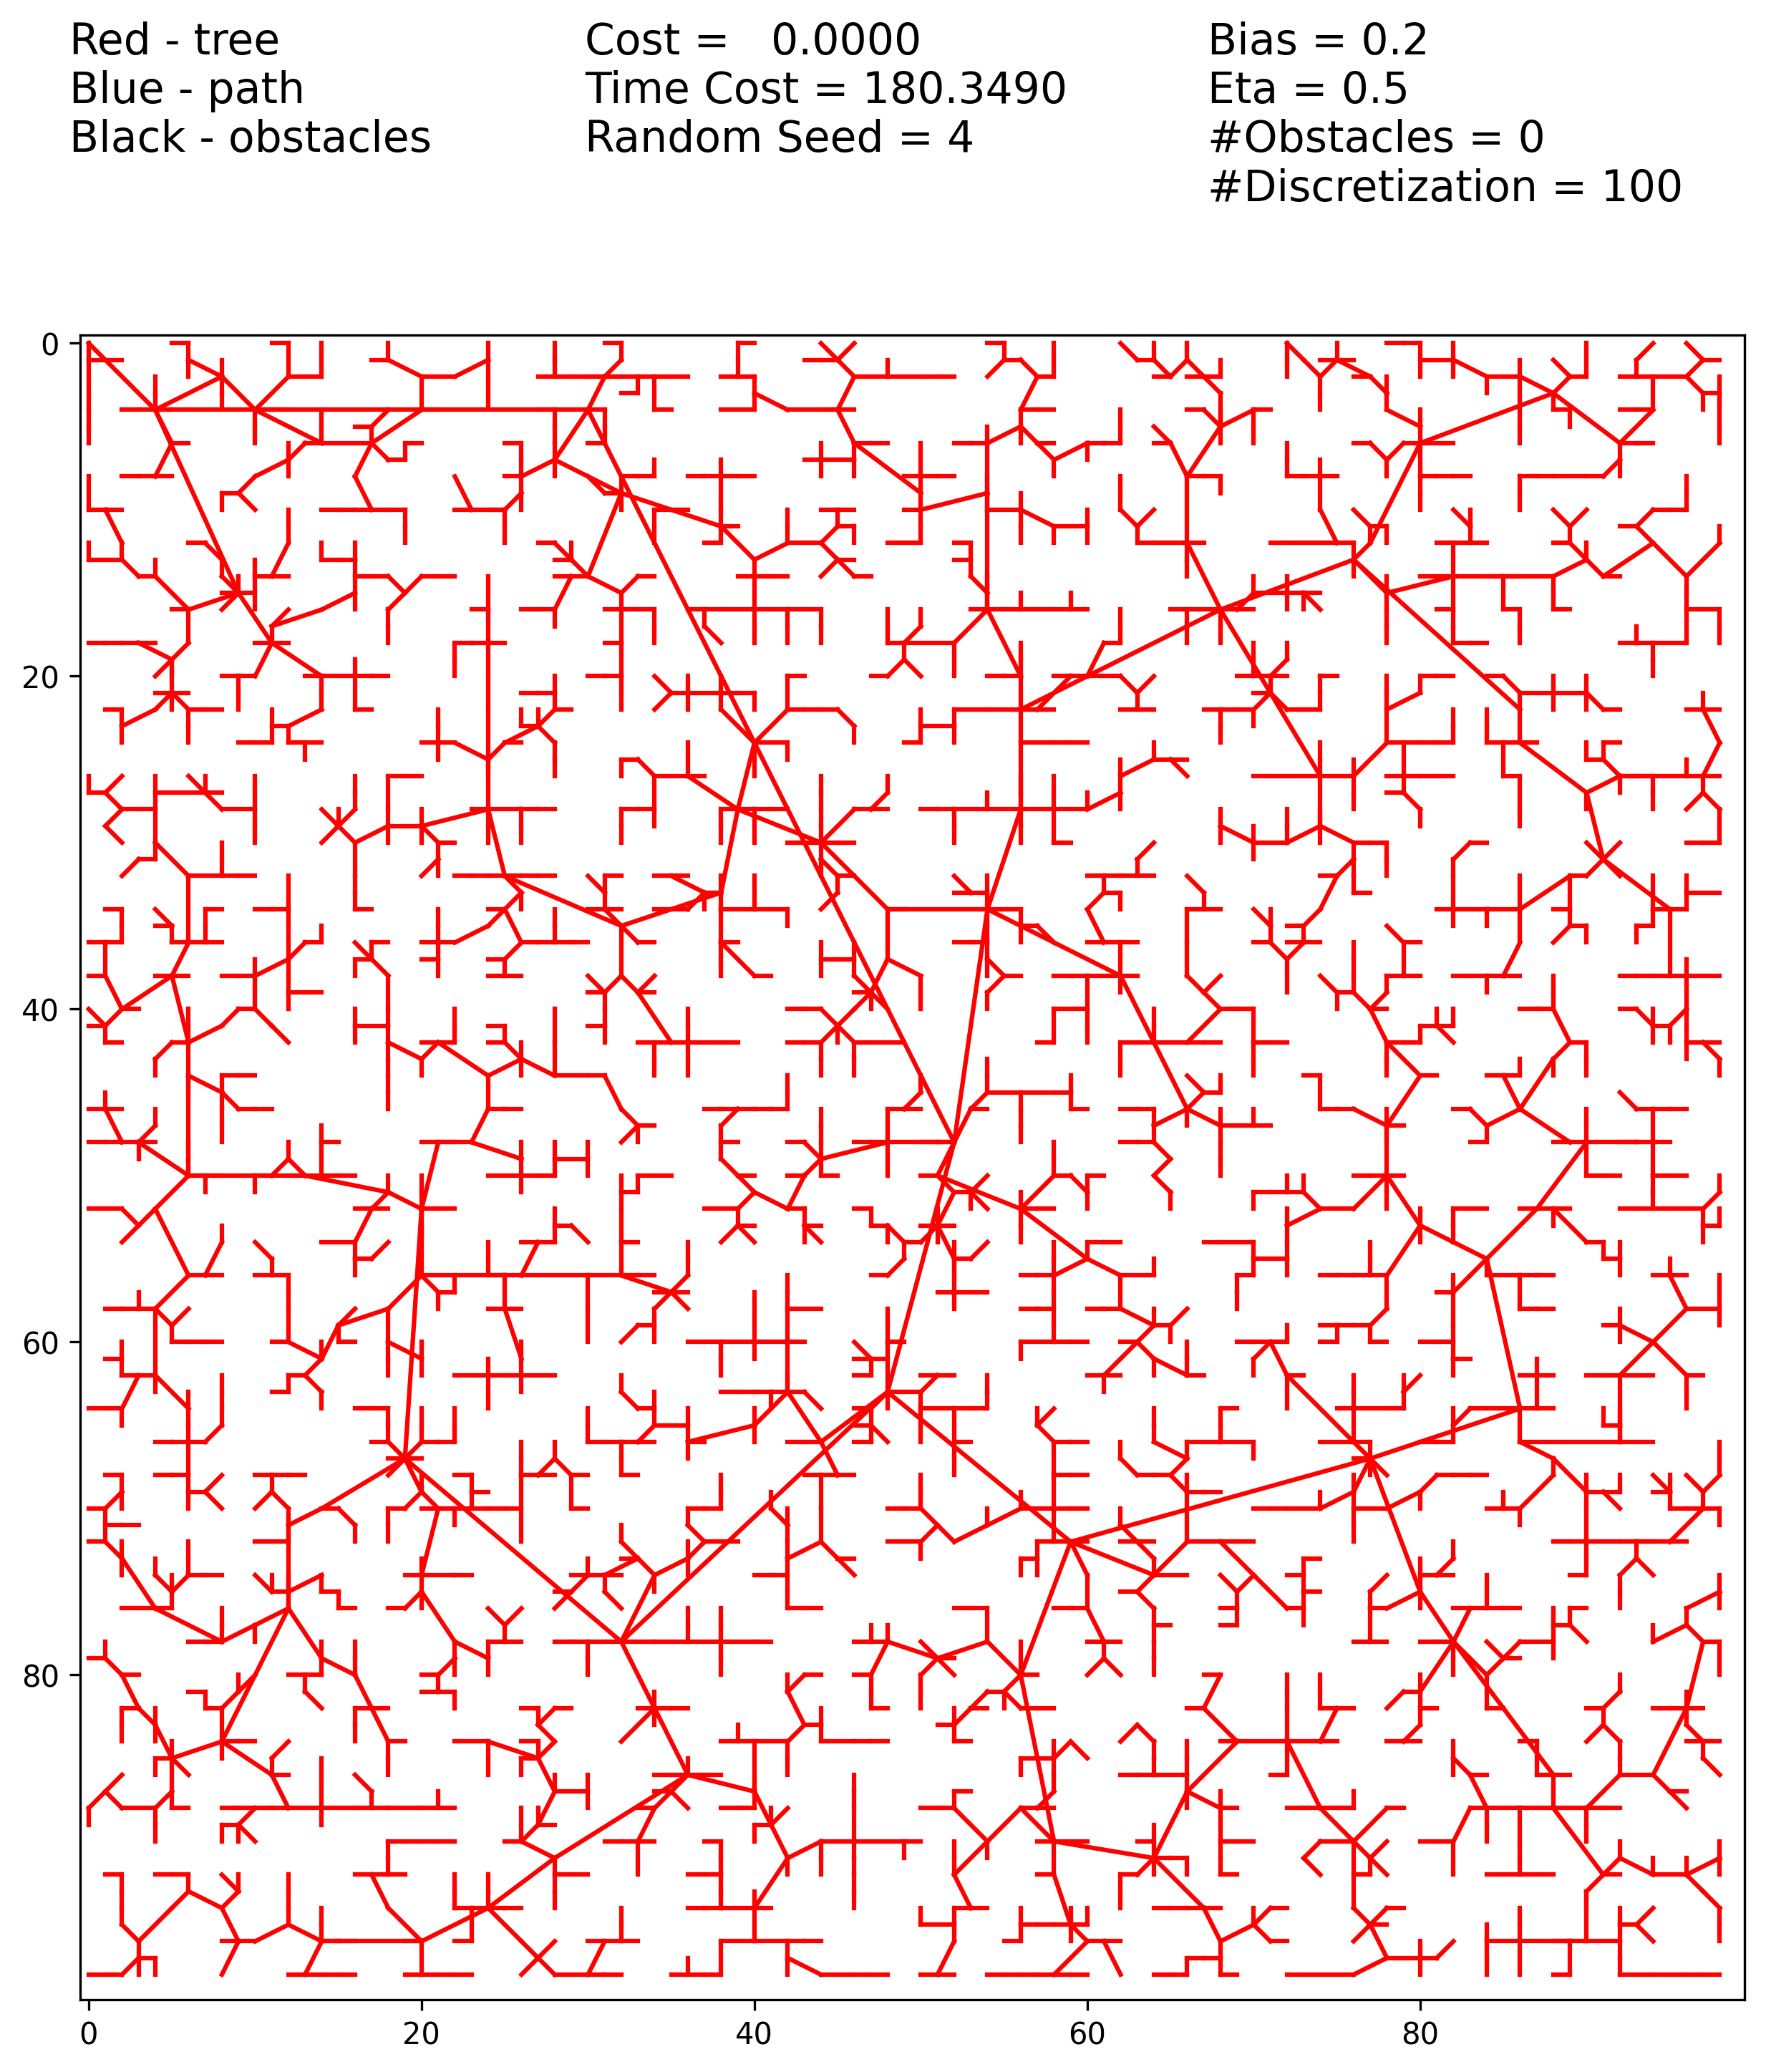 Red - tree
Blue - path
Black - obstacles
Cost =   0.0000
Time Cost = 180.3490
Random Seed = 4
Bias = 0.2
Eta = 0.5
#Obstacles = 0
#Discretization = 100
0
20
40
60
80
0 20 40 60 80